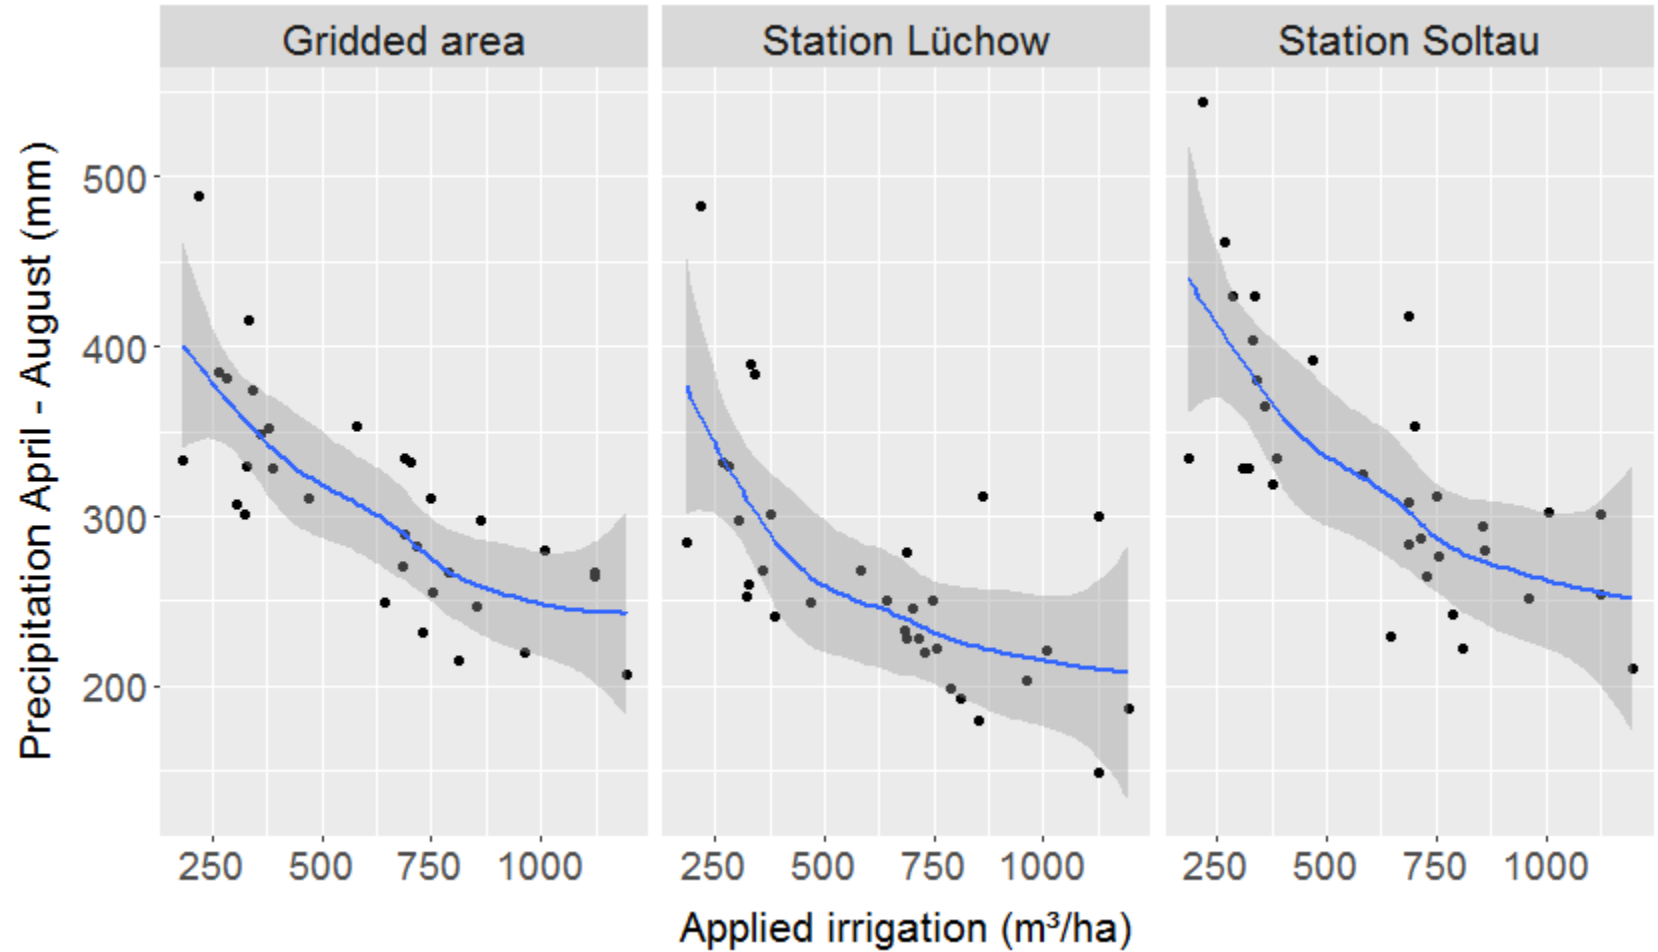 Gridded area
Station Lüchow
Station Soltau
Precipitation April - August (mm)
500
400
300
200
250 500 750 1000
250 500 750 1000
250 500 750 1000
Applied irrigation (m³/ha)